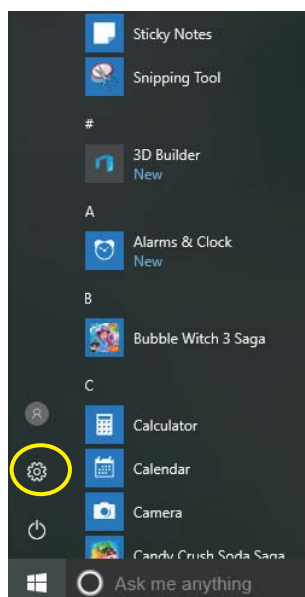 Sticky Notes
Snipping Tool
#
3D Builder
New
A
Alarms & Clock
New
B
Bubble Witch 3 Saga
C
Calculator
Calendar
Camera
Candy Crush Soda Saga
Ask me anything